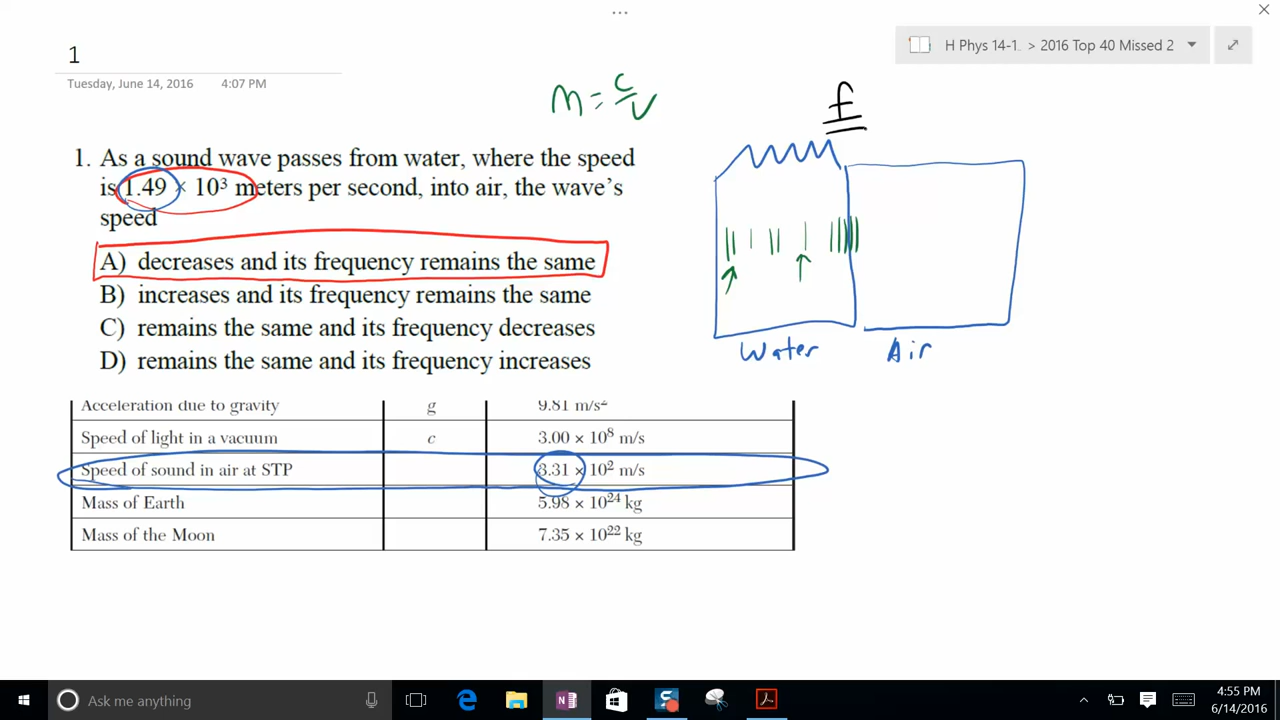 ...
H Phys 14-1. > 2016 Top 40 Missed 2
1
Tuesday, June 14, 2016 4:07 PM
n = c/v
f
1. As a sound wave passes from water, where the speed
is 1.49 × 10³ meters per second, into air, the wave’s
speed
A) decreases and its frequency remains the same
B) increases and its frequency remains the same
C) remains the same and its frequency decreases
D) remains the same and its frequency increases
Water Air
Acceleration due to gravity g 9.81 m/s²
Speed of light in a vacuum c 3.00 × 10⁸ m/s
Speed of sound in air at STP 3.31 × 10² m/s
Mass of Earth 5.98 × 10²⁴ kg
Mass of the Moon 7.35 × 10²² kg
Ask me anything
4:55 PM
6/14/2016